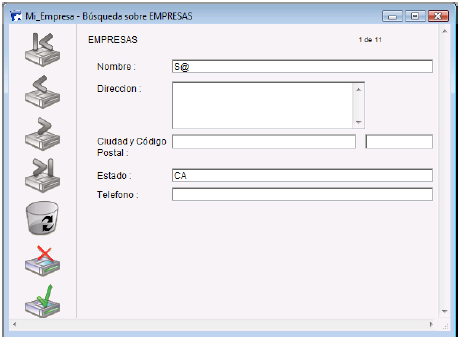 Mi_Empresa - Búsqueda sobre EMPRESAS
EMPRESAS
1 de 11
Nombre :
S@
Direccion :
Ciudad y Código
Postal :
Estado :
CA
Telefono :